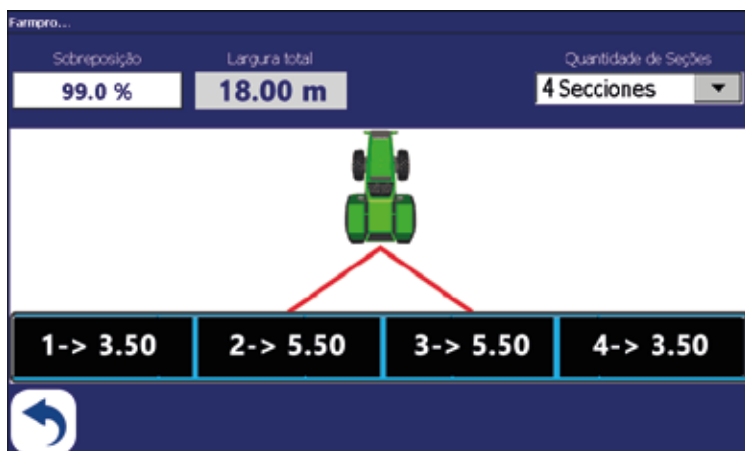 Farmpro...
Sobreposição
Largura total
Quantidade de Seções
99.0 %
18.00 m
4 Secciones
1-> 3.50
2-> 5.50
3-> 5.50
4-> 3.50